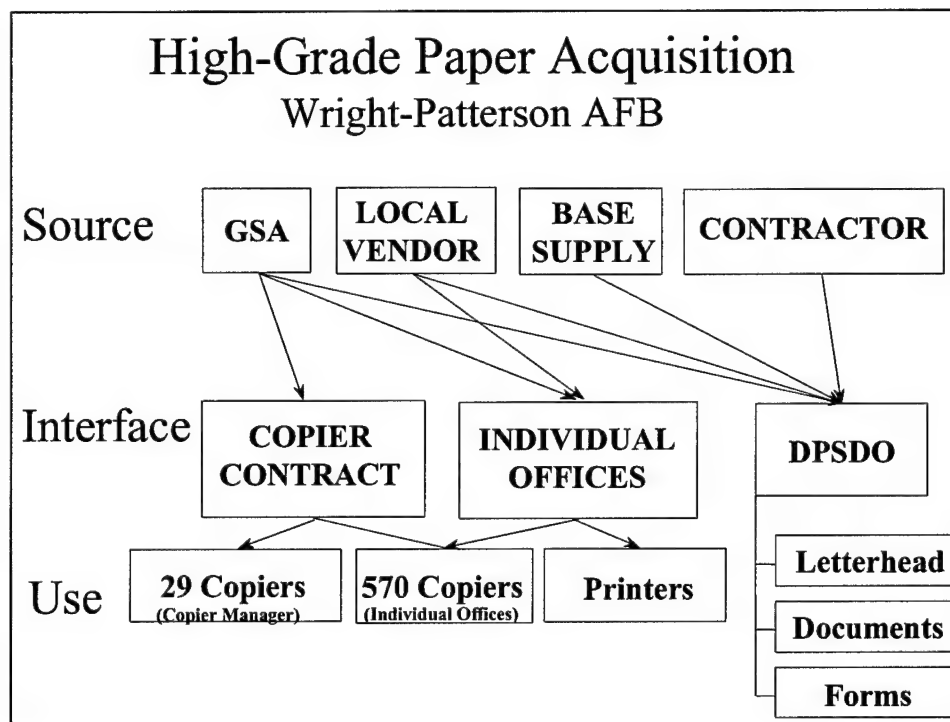 High-Grade Paper Acquisition
Wright-Patterson AFB
Source
GSA
LOCAL
VENDOR
BASE
SUPPLY
CONTRACTOR
Interface
COPIER
CONTRACT
INDIVIDUAL
OFFICES
DPSDO
Use
29 Copiers
(Copier Manager)
570 Copiers
(Individual Offices)
Printers
Letterhead
Documents
Forms